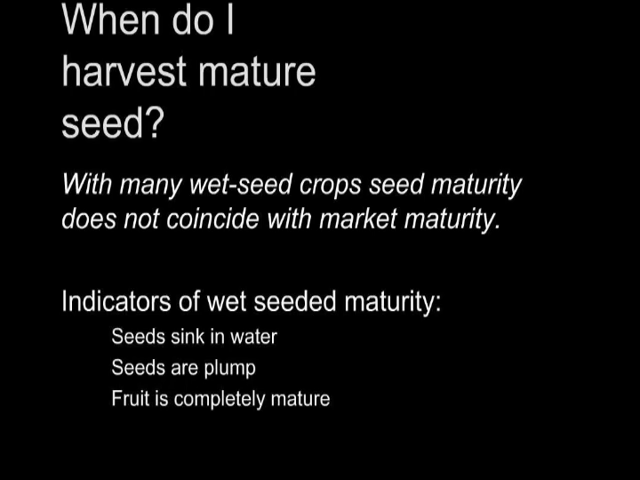 When do I
harvest mature
seed?
With many wet-seed crops seed maturity
does not coincide with market maturity.
Indicators of wet seeded maturity:
Seeds sink in water
Seeds are plump
Fruit is completely mature